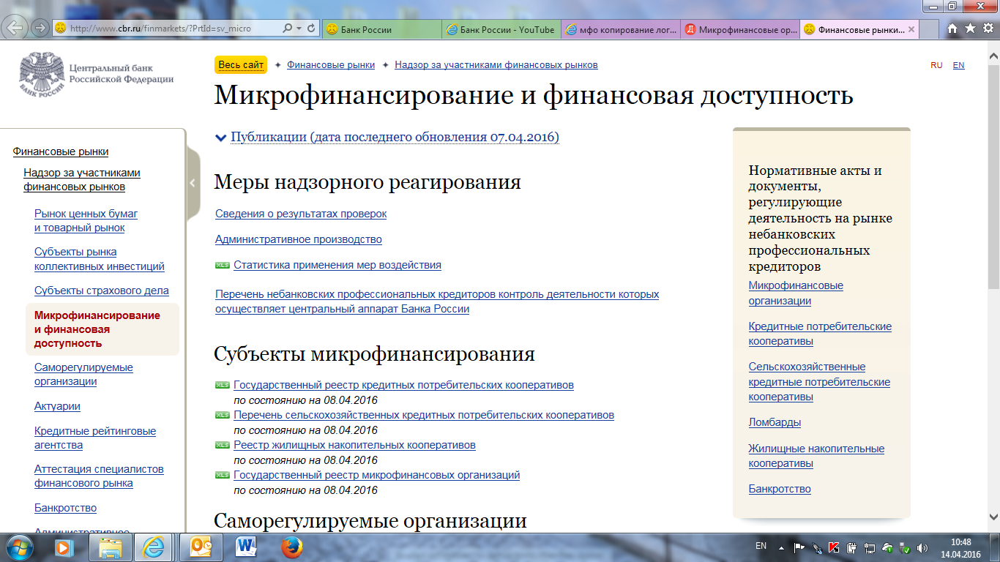 http://www.cbr.ru/finmarkets/?PrtId=sv_micro
Банк России
Банк России - YouTube
мфо копирование лог...
Микрофинансовые ор...
Финансовые рынки...
Центральный банк
Российской Федерации
БАНК РОССИИ
Весь сайт
Финансовые рынки
Надзор за участниками финансовых рынков
RU EN
Микрофинансирование и финансовая доступность
Финансовые рынки
Надзор за участниками
финансовых рынков
Рынок ценных бумаг
и товарный рынок
Субъекты рынка
коллективных инвестиций
Субъекты страхового дела
Микрофинансирование
и финансовая
доступность
Саморегулируемые
организации
Актуарии
Кредитные рейтинговые
агентства
Аттестация специалистов
финансового рынка
Банкротство
Административное
Публикации (дата последнего обновления 07.04.2016)
Меры надзорного реагирования
Сведения о результатах проверок
Административное производство
XLS Статистика применения мер воздействия
Перечень небанковских профессиональных кредиторов контроль деятельности которых
осуществляет центральный аппарат Банка России
Субъекты микрофинансирования
XLS Государственный реестр кредитных потребительских кооперативов
по состоянию на 08.04.2016
XLS Перечень сельскохозяйственных кредитных потребительских кооперативов
по состоянию на 08.04.2016
XLS Реестр жилищных накопительных кооперативов
по состоянию на 08.04.2016
XLS Государственный реестр микрофинансовых организаций
по состоянию на 08.04.2016
Саморегулируемые организации
Нормативные акты и
документы,
регулирующие
деятельность на рынке
небанковских
профессиональных
кредиторов
Микрофинансовые
организации
Кредитные потребительские
кооперативы
Сельскохозяйственные
кредитные потребительские
кооперативы
Ломбарды
Жилищные накопительные
кооперативы
Банкротство
EN
10:48
14.04.2016